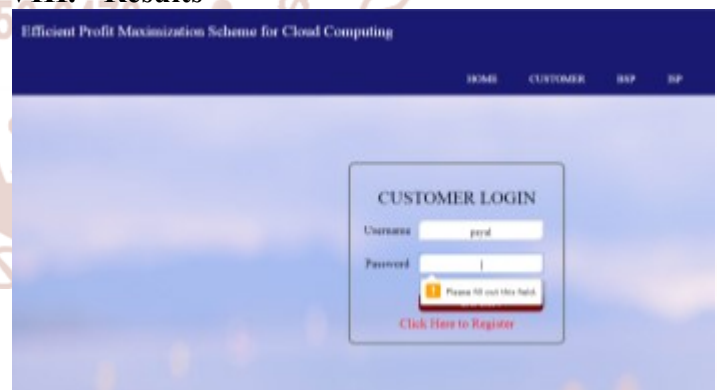 VIII. Results
Efficient Profit Maximization Scheme for Cloud Computing
HOME CUSTOMER BSP ISP
CUSTOMER LOGIN
Username payal
Password
Please fill out this field.
Click Here to Register